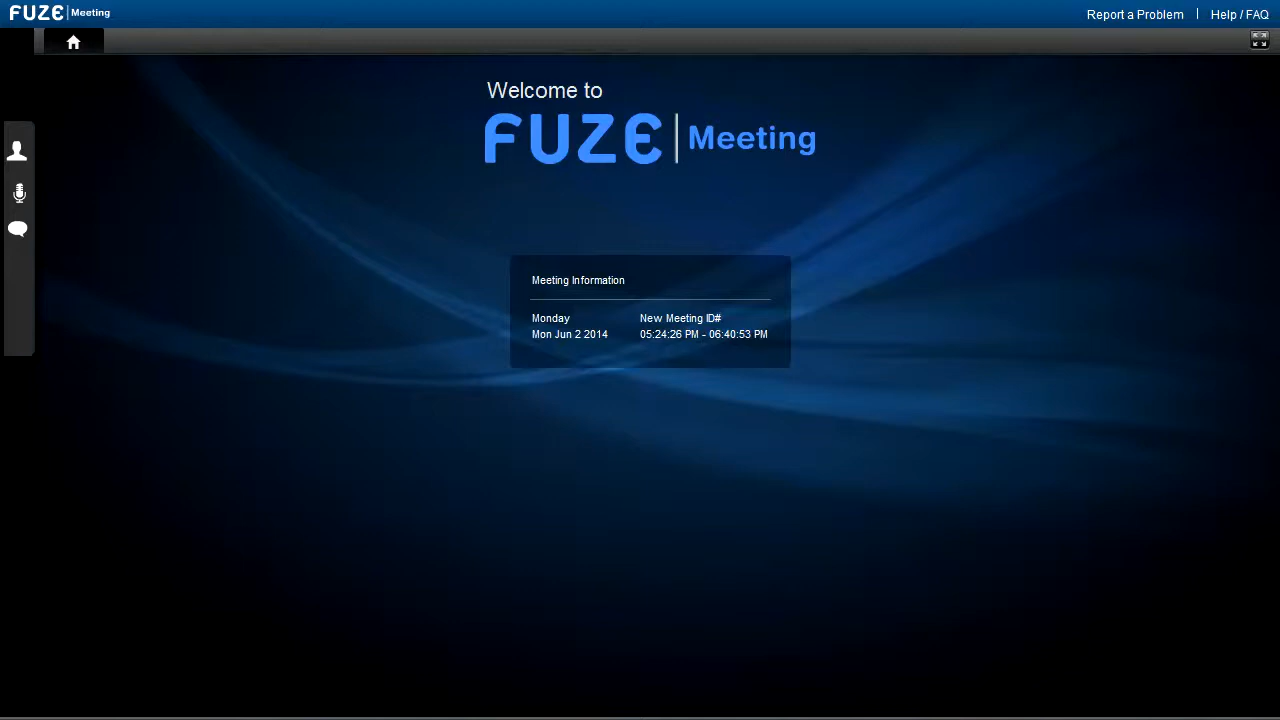 FUZE Meeting
Report a Problem | Help / FAQ
Welcome to
FUZE Meeting
Meeting Information
Monday New Meeting ID#
Mon Jun 2 2014 05:24:26 PM - 06:40:53 PM